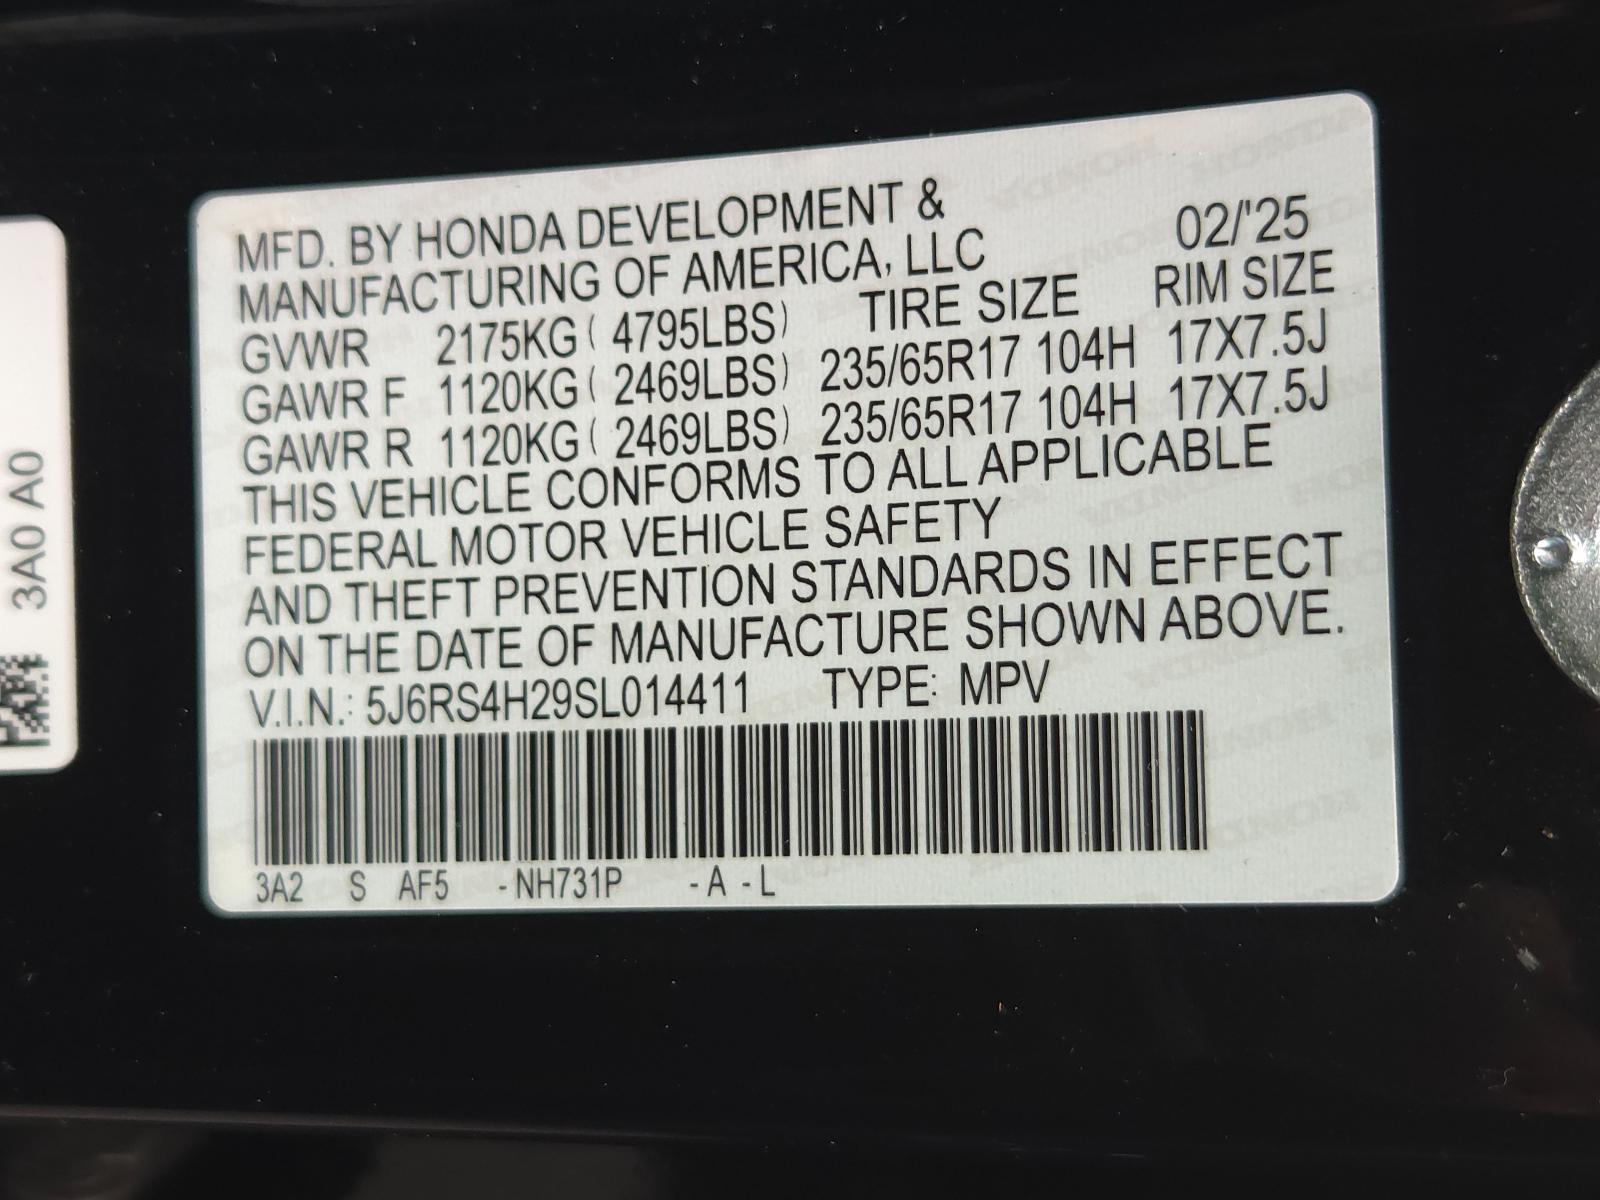 MFD. BY HONDA DEVELOPMENT &
MANUFACTURING OF AMERICA, LLC 02/'25
GVWR 2175KG ( 4795LBS) TIRE SIZE RIM SIZE
GAWR F 1120KG ( 2469LBS) 235/65R17 104H 17X7.5J
GAWR R 1120KG ( 2469LBS) 235/65R17 104H 17X7.5J
THIS VEHICLE CONFORMS TO ALL APPLICABLE
FEDERAL MOTOR VEHICLE SAFETY
AND THEFT PREVENTION STANDARDS IN EFFECT
ON THE DATE OF MANUFACTURE SHOWN ABOVE.
V.I.N.: 5J6RS4H29SL014411 TYPE: MPV
3A2 S AF5 - NH731P - A - L
3A0 A0